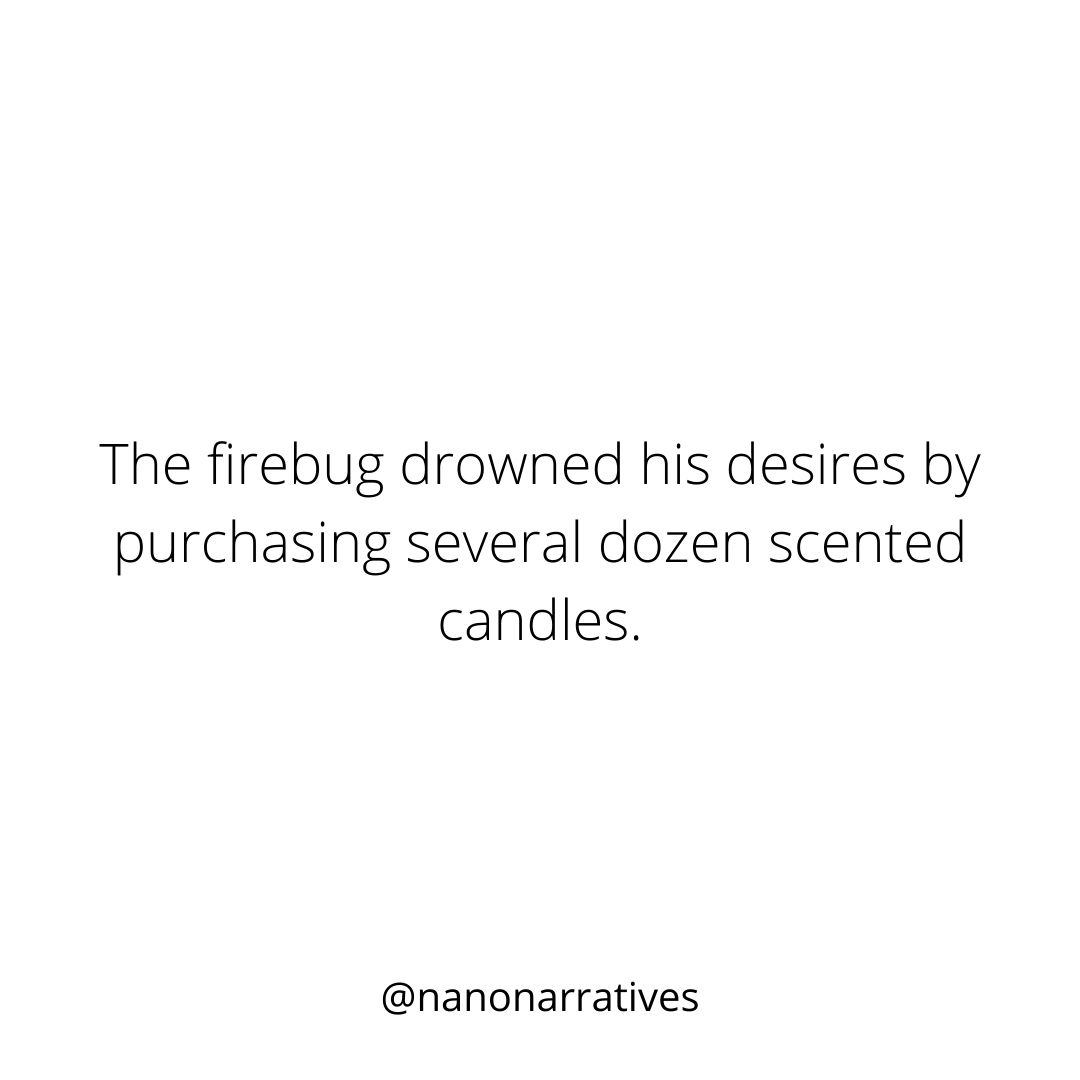 The firebug drowned his desires by
purchasing several dozen scented
candles.
@nanonarratives